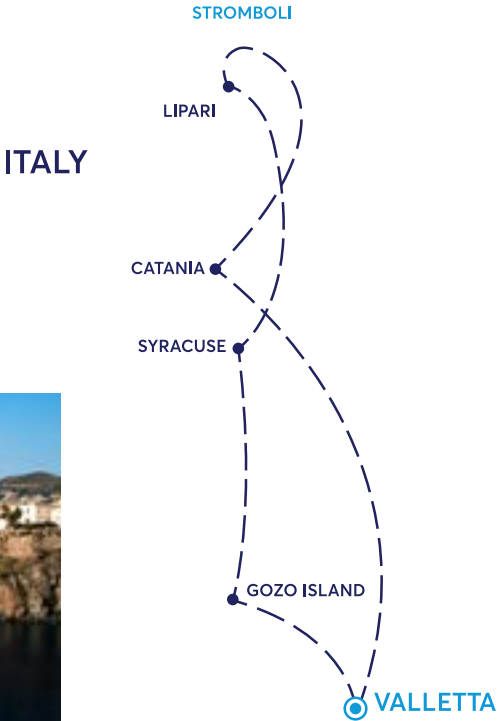 STROMBOLI
LIPARI
ITALY
CATANIA
SYRACUSE
GOZO ISLAND
VALLETTA